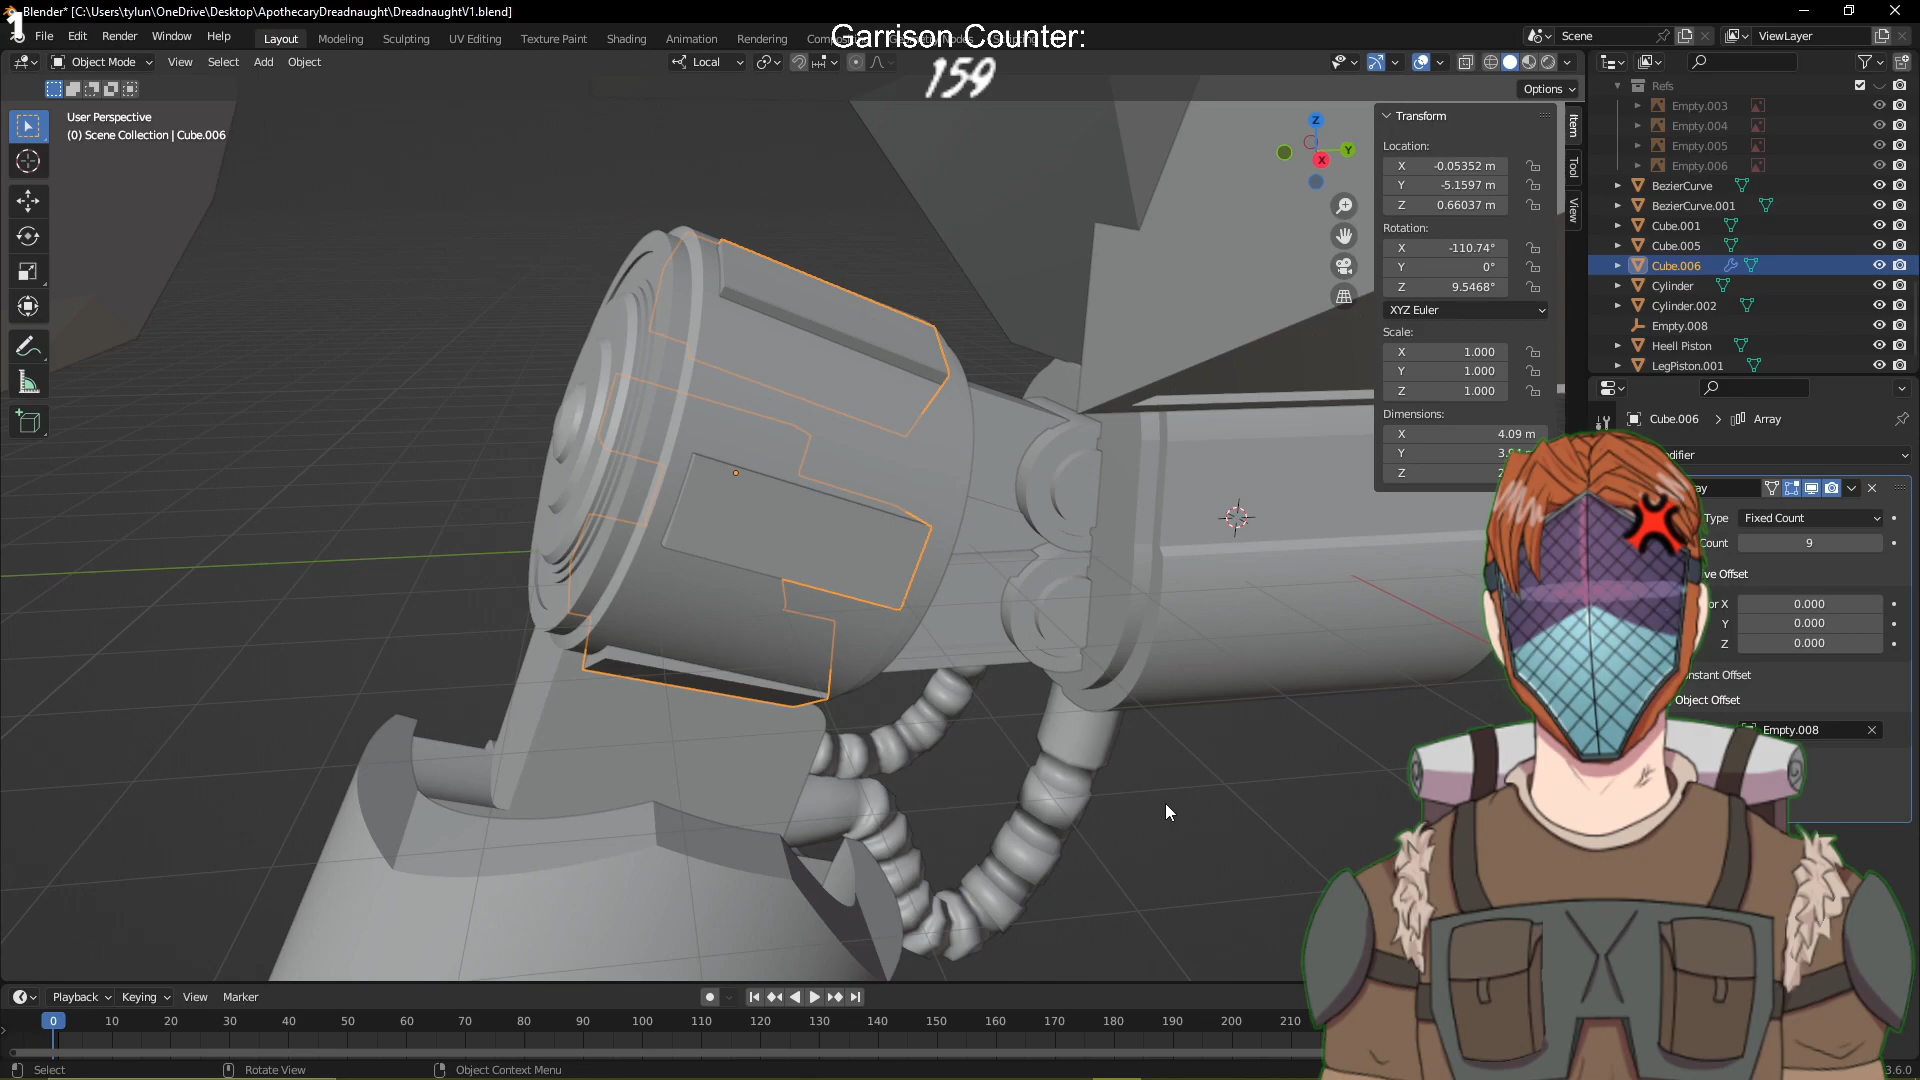 1
Blender* [C:\Users\tylun\OneDrive\Desktop\ApothecaryDreadnaught\DreadnaughtV1.blend]
File Edit Render Window Help
Layout Modeling Sculpting UV Editing Texture Paint Shading Animation Rendering
Garrison Counter:
159
Scene
ViewLayer
Object Mode View Select Add Object
Local
Options
User Perspective
(0) Scene Collection | Cube.006
Z
Y
X
Item
Tool
View
Transform
Location:
X -0.05352 m
Y -5.1597 m
Z 0.66037 m
Rotation:
X -110.74°
Y 0°
Z 9.5468°
XYZ Euler
Scale:
X 1.000
Y 1.000
Z 1.000
Dimensions:
X 4.09 m
Y
Z
Refs
Empty.003
Empty.004
Empty.005
Empty.006
BezierCurve
BezierCurve.001
Cube.001
Cube.005
Cube.006
Cylinder
Cylinder.002
Empty.008
Heell Piston
LegPiston.001
Cube.006 > Array
Type Fixed Count
Count 9
Offset
X 0.000
Y 0.000
Z 0.000
Object Offset
Empty.008
Playback Keying View Marker
0 10 20 30 40 50 60 70 80 90 100 110 120 130 140 150 160 170 180 190 200 210
Select Rotate View Object Context Menu
3.6.0